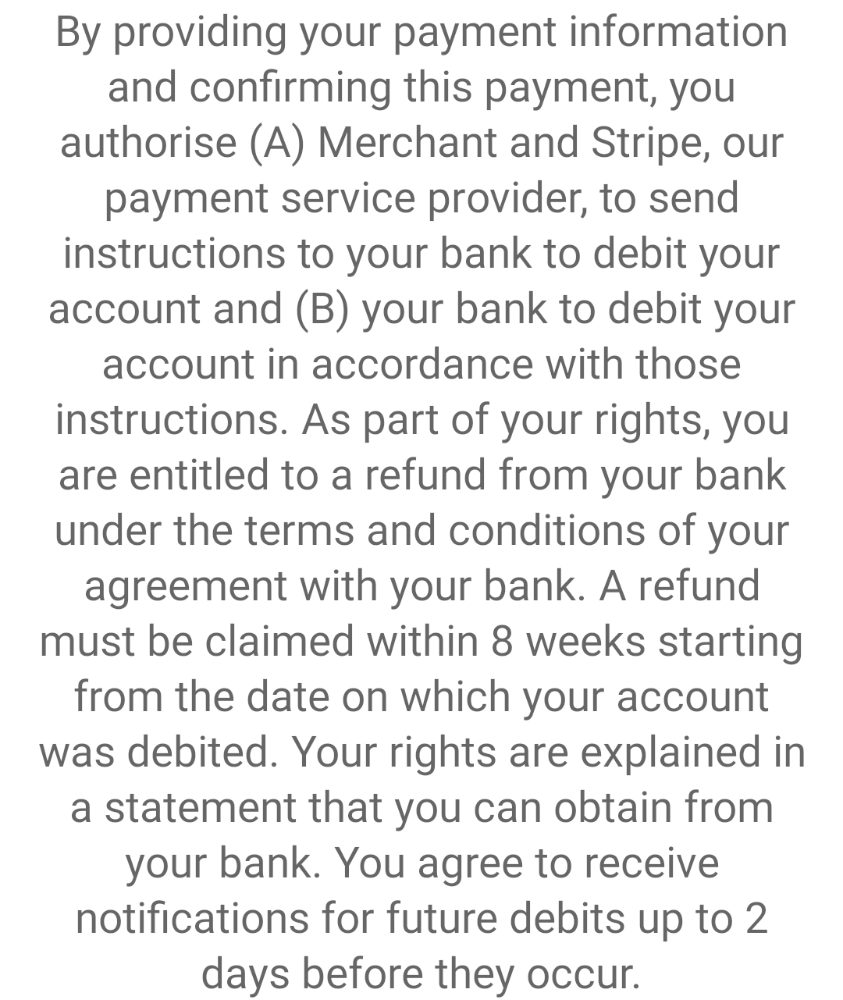 By providing your payment information
and confirming this payment, you
authorise (A) Merchant and Stripe, our
payment service provider, to send
instructions to your bank to debit your
account and (B) your bank to debit your
account in accordance with those
instructions. As part of your rights, you
are entitled to a refund from your bank
under the terms and conditions of your
agreement with your bank. A refund
must be claimed within 8 weeks starting
from the date on which your account
was debited. Your rights are explained in
a statement that you can obtain from
your bank. You agree to receive
notifications for future debits up to 2
days before they occur.